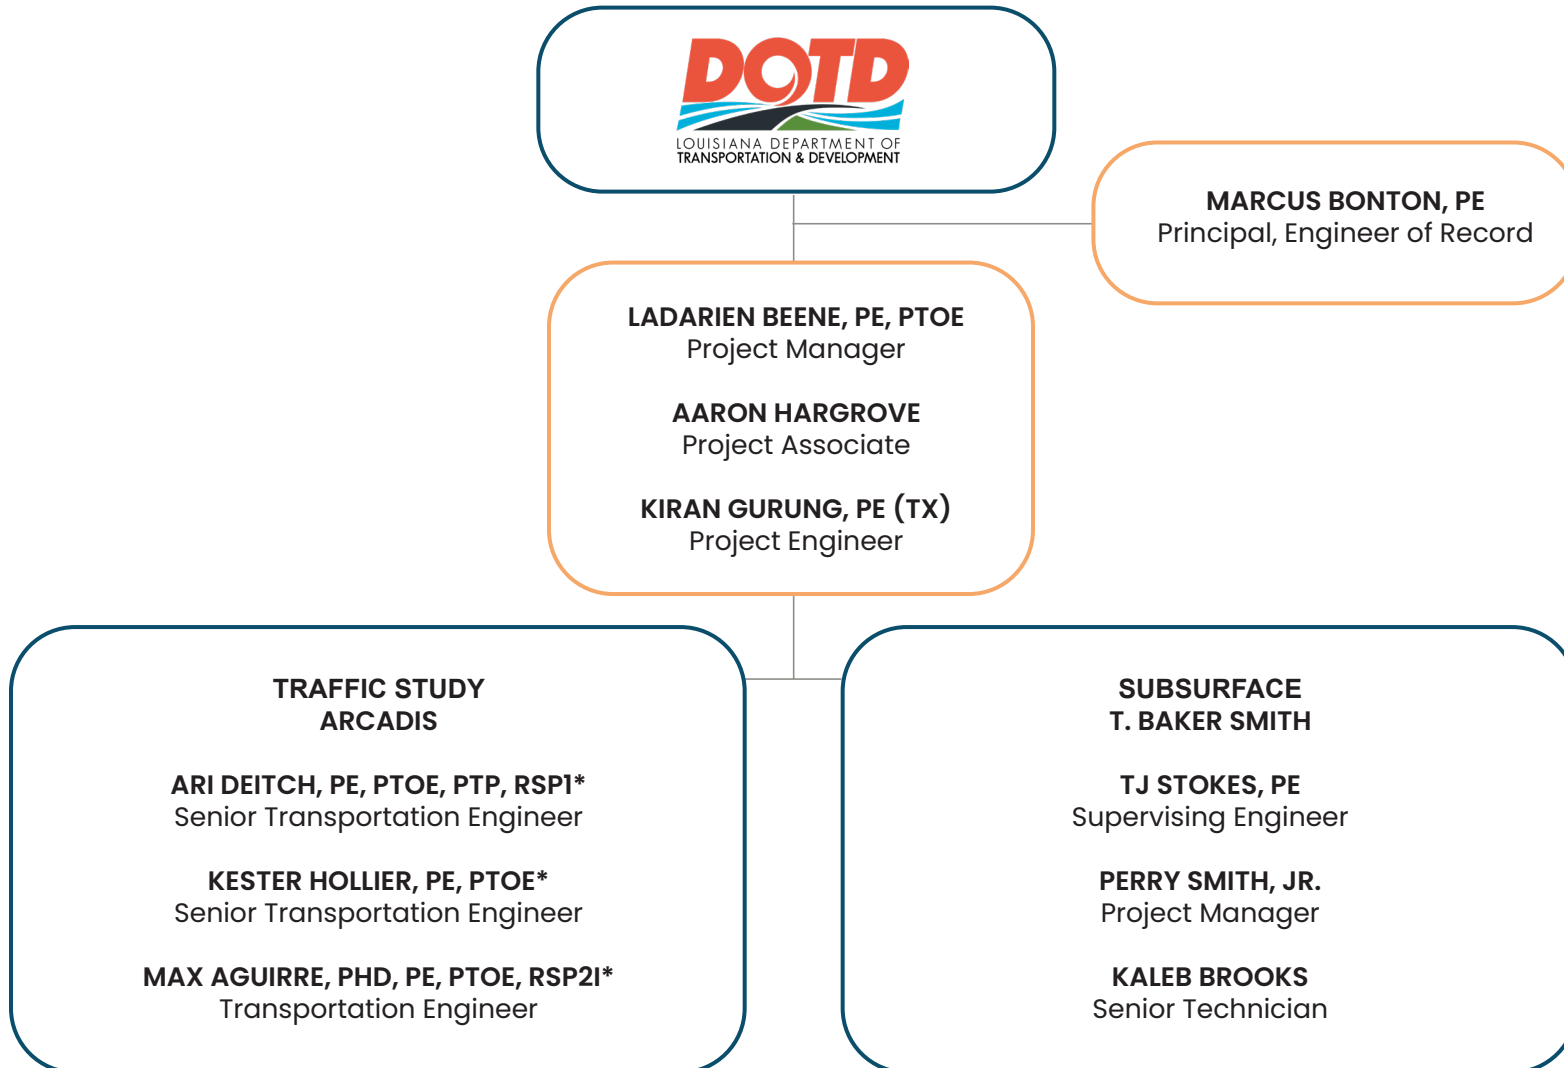 DOTD
LOUISIANA DEPARTMENT OF
TRANSPORTATION & DEVELOPMENT
MARCUS BONTON, PE
Principal, Engineer of Record
LADARIEN BEENE, PE, PTOE
Project Manager
AARON HARGROVE
Project Associate
KIRAN GURUNG, PE (TX)
Project Engineer
TRAFFIC STUDY
ARCADIS
ARI DEITCH, PE, PTOE, PTP, RSP1*
Senior Transportation Engineer
KESTER HOLLIER, PE, PTOE*
Senior Transportation Engineer
MAX AGUIRRE, PHD, PE, PTOE, RSP2I*
Transportation Engineer
SUBSURFACE
T. BAKER SMITH
TJ STOKES, PE
Supervising Engineer
PERRY SMITH, JR.
Project Manager
KALEB BROOKS
Senior Technician